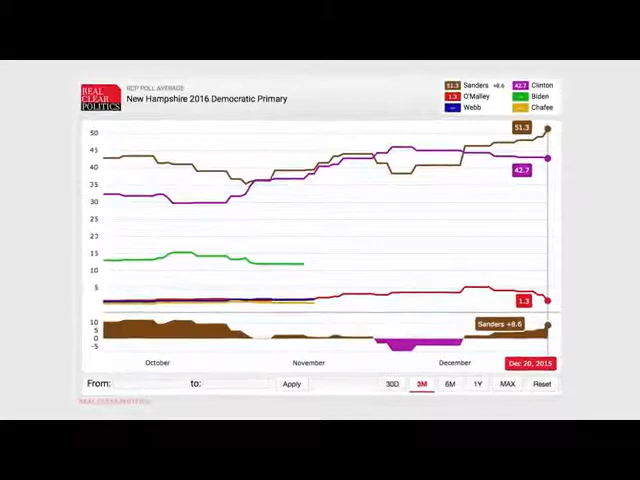 REAL
CLEAR
POLITICS
RCP POLL AVERAGE
New Hampshire 2016 Democratic Primary
51.3 Sanders +8.6 42.7 Clinton
1.3 O'Malley -- Biden
-- Webb -- Chafee
50
45
40
35
30
25
23
15
10
5
51.3
42.7
1.3
10
5
0
-5
Sanders +8.6
October November December Dec 20, 2015
From: to: Apply 30D 3M 6M 1Y MAX Reset